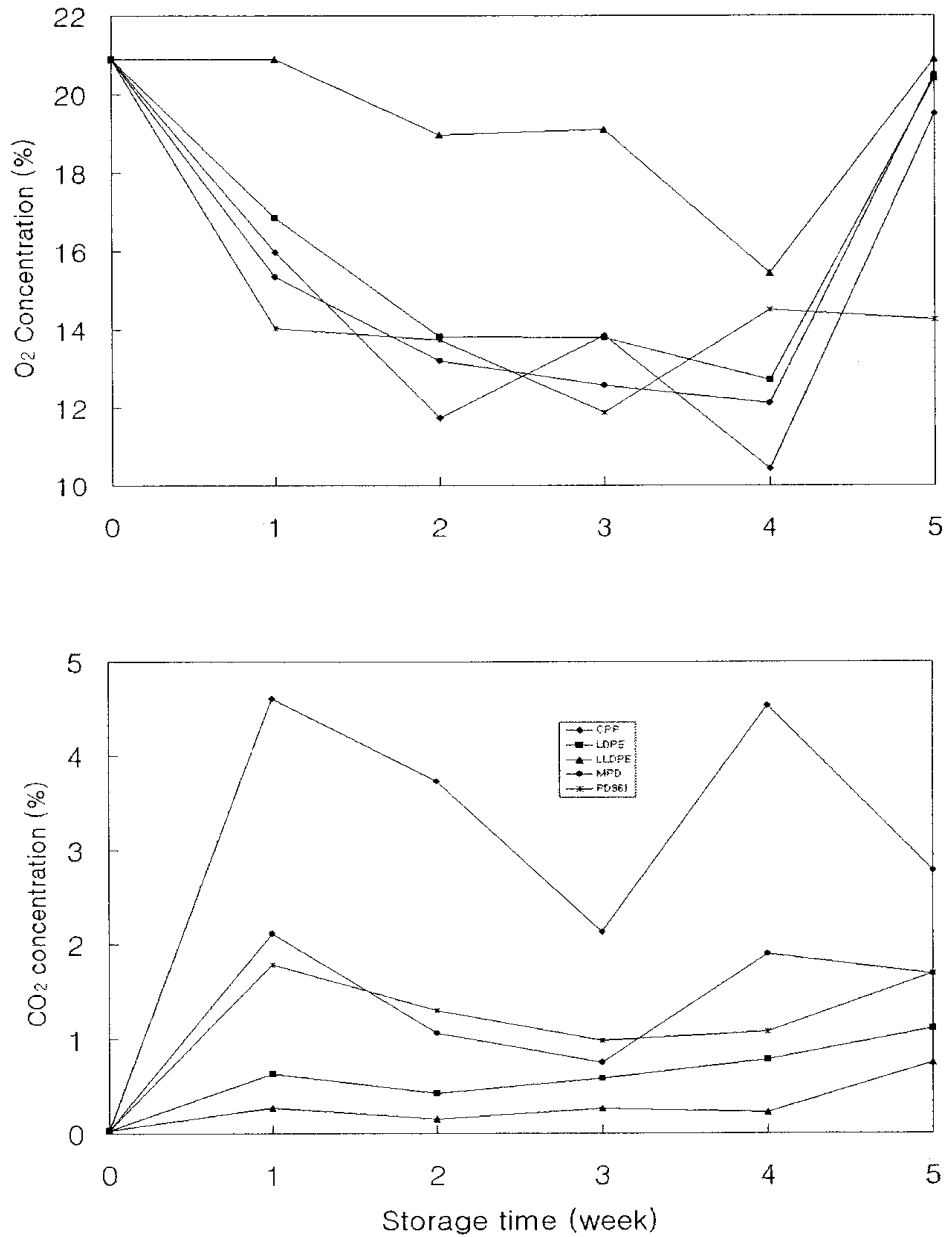 22
20
18
16
14
12
10
O2 Concentration (%)
0 1 2 3 4 5
5
4
3
2
1
0
CO2 concentration (%)
CPP
LDPE
LLDPE
MPD
PD961
0 1 2 3 4 5
Storage time (week)